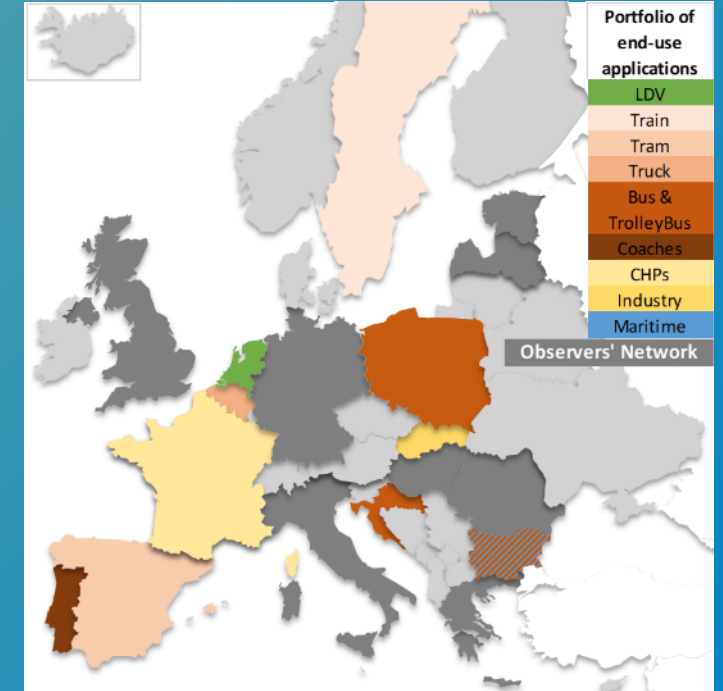 Portfolio of
end-use
applications
LDV
Train
Tram
Truck
Bus &
TrolleyBus
Coaches
CHPs
Industry
Maritime
Observers' Network